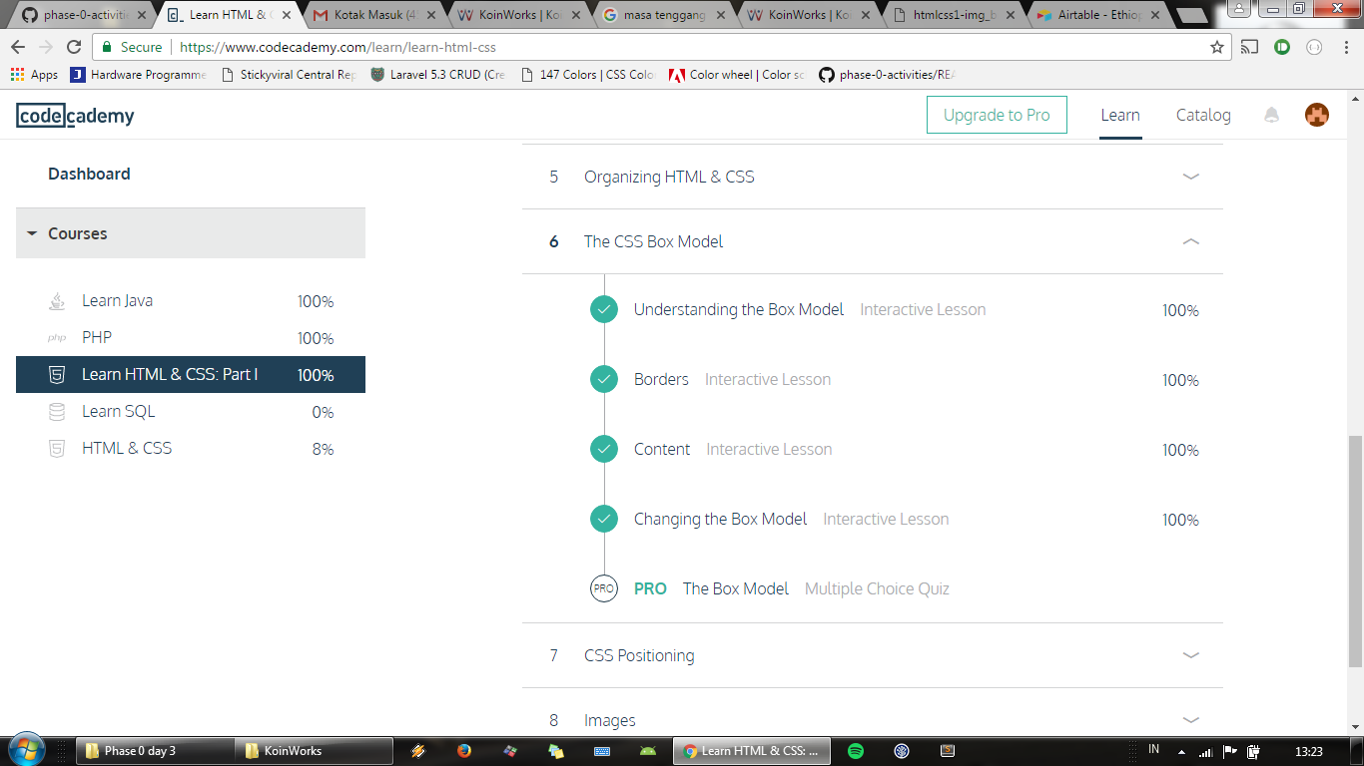 phase-0-activiti
Learn HTML & C
Gmail Kotak Masuk (4
KoinWorks | Koi
masa tenggang
KoinWorks | Koi
htmlcss1-img_b
Airtable - Ethiop
Secure
https://www.codecademy.com/learn/learn-html-css
Apps
Hardware Programme
Stickyviral Central Rep
Laravel 5.3 CRUD (Cre
147 Colors | CSS Colo
Color wheel | Color sc
phase-0-activities/REA
codecademy
Upgrade to Pro
Learn
Catalog
Dashboard
Courses
Learn Java 100%
php PHP 100%
Learn HTML & CSS: Part I 100%
Learn SQL 0%
HTML & CSS 8%
5 Organizing HTML & CSS
6 The CSS Box Model
Understanding the Box Model Interactive Lesson 100%
Borders Interactive Lesson 100%
Content Interactive Lesson 100%
Changing the Box Model Interactive Lesson 100%
PRO PRO The Box Model Multiple Choice Quiz
7 CSS Positioning
8 Images
Phase 0 day 3
KoinWorks
Learn HTML & CSS: ...
IN
13:23